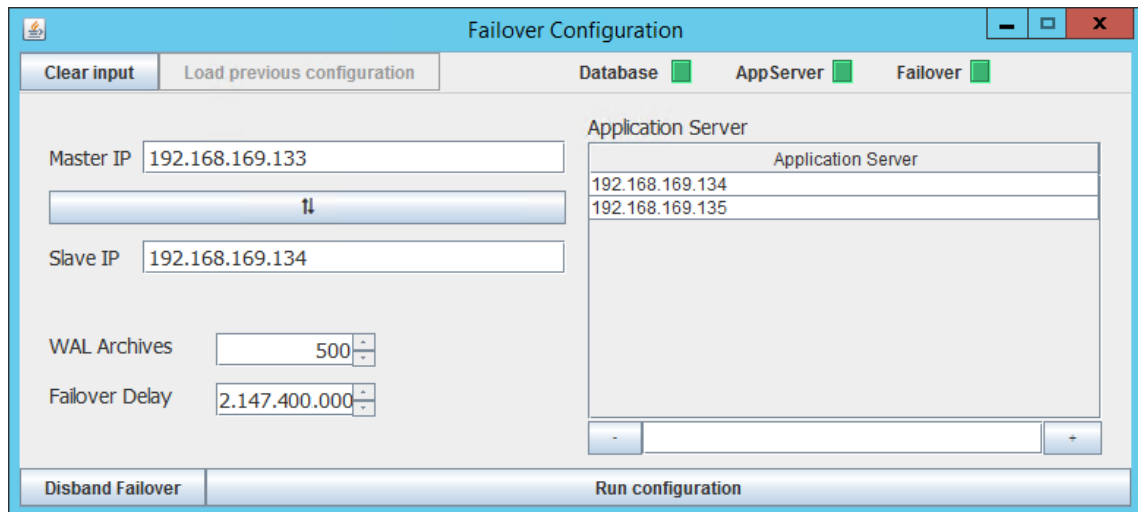 Failover Configuration
Clear input
Load previous configuration
Database
AppServer
Failover
Master IP
192.168.169.133
⇅
Slave IP
192.168.169.134
WAL Archives
500
Failover Delay
2.147.400.000
Application Server
Application Server
192.168.169.134
192.168.169.135
-
+
Disband Failover
Run configuration